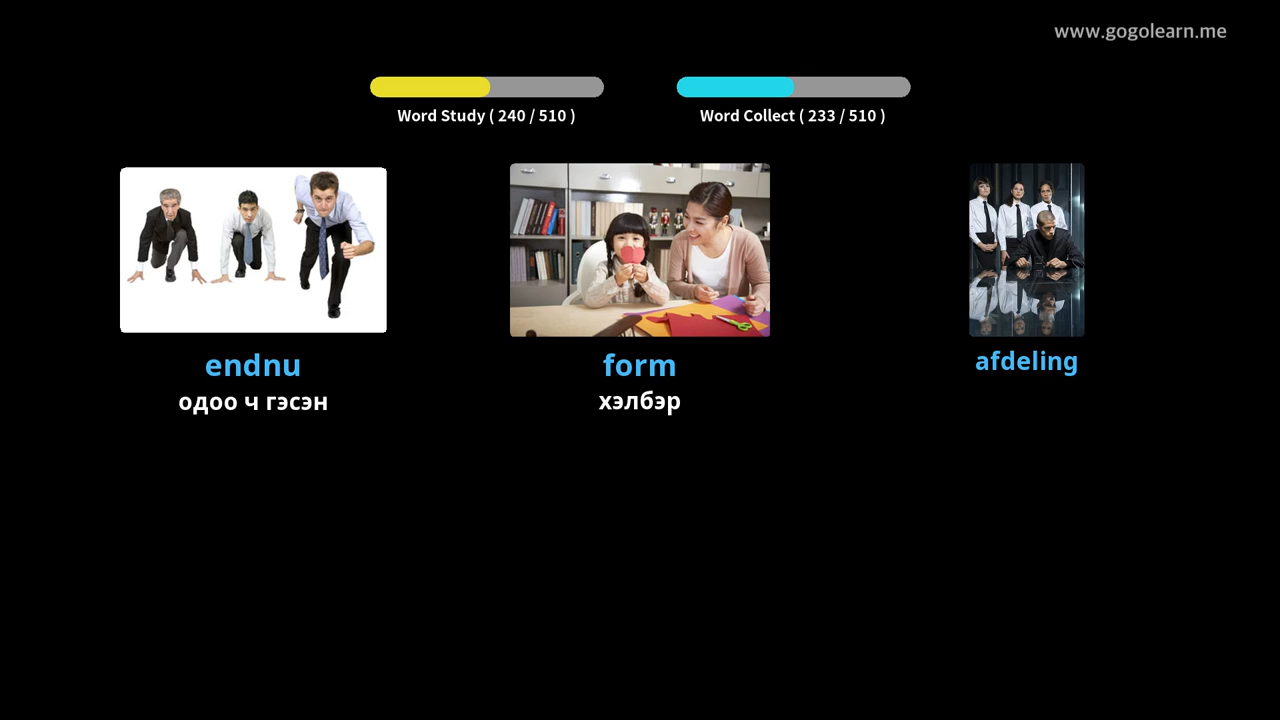 www.gogolearn.me
Word Study ( 240 / 510 )
Word Collect ( 233 / 510 )
endnu
одоо ч гэсэн
form
хэлбэр
afdeling